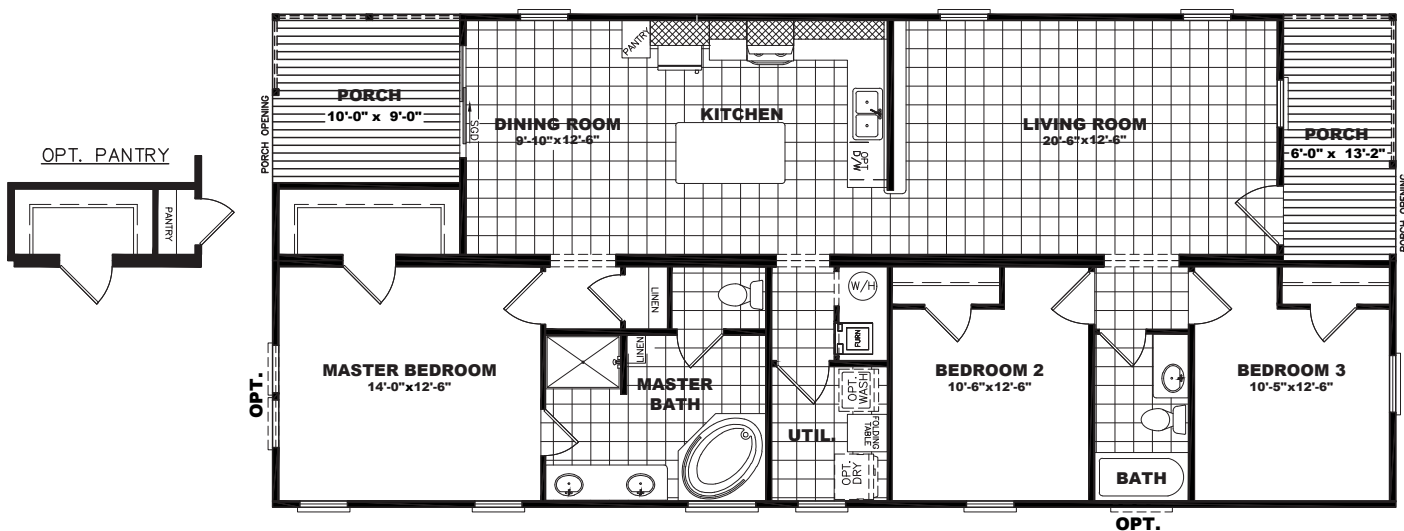 PORCH
10'-0" x 9'-0"
PORCH OPENING
SGD
DINING ROOM
9'-10"x12'-6"
PANTRY
KITCHEN
OPT
D/W
LIVING ROOM
20'-6"x12'-6"
PORCH
6'-0" x 13'-2"
PORCH OPENING
OPT. PANTRY
PANTRY
OPT.
MASTER BEDROOM
14'-0"x12'-6"
LINEN
LINEN
MASTER
BATH
W/H
FURN
OPT.
WASH
FOLDING
TABLE
OPT.
DRY
UTIL.
BEDROOM 2
10'-6"x12'-6"
BATH
OPT.
BEDROOM 3
10'-5"x12'-6"